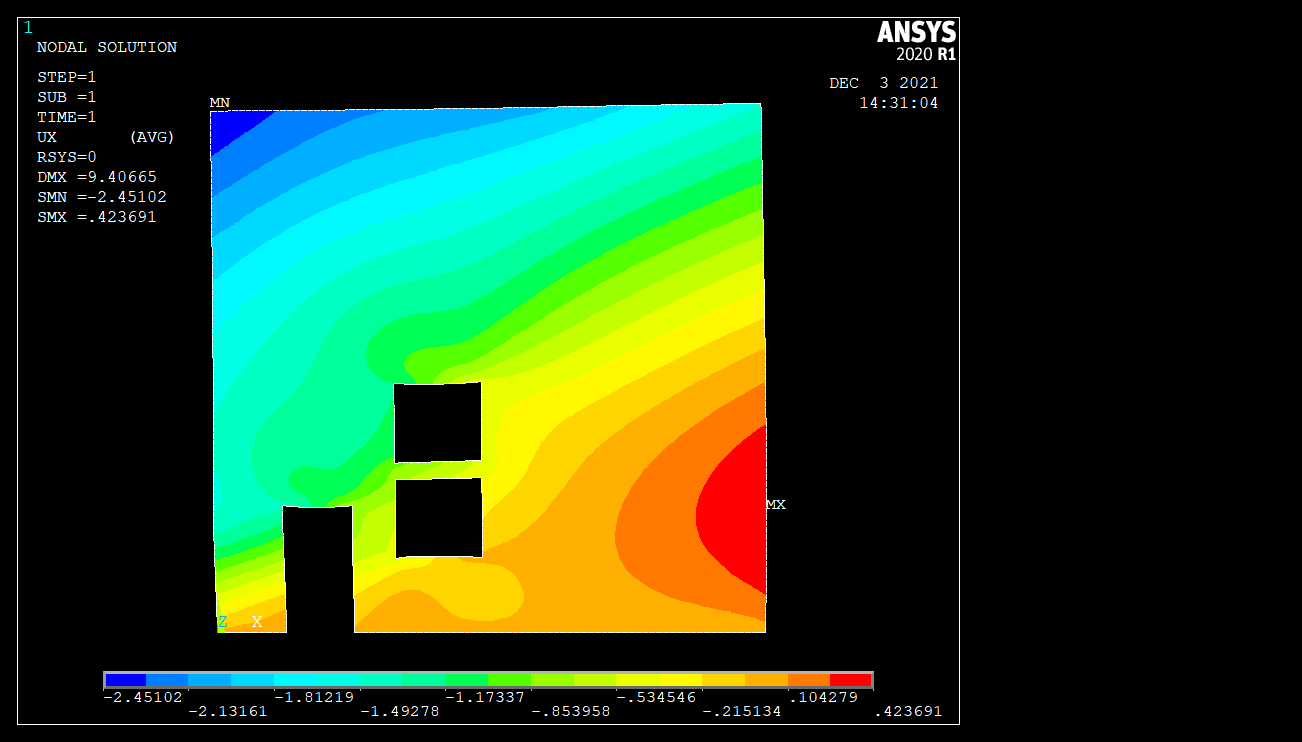 1
ANSYS
2020 R1
NODAL SOLUTION
STEP=1
SUB =1
TIME=1
UX (AVG)
RSYS=0
DMX =9.40665
SMN =-2.45102
SMX =.423691
DEC 3 2021
14:31:04
MN
MX
Z X
-2.45102 -1.81219 -1.17337 -.534546 .104279
-2.13161 -1.49278 -.853958 -.215134 .423691